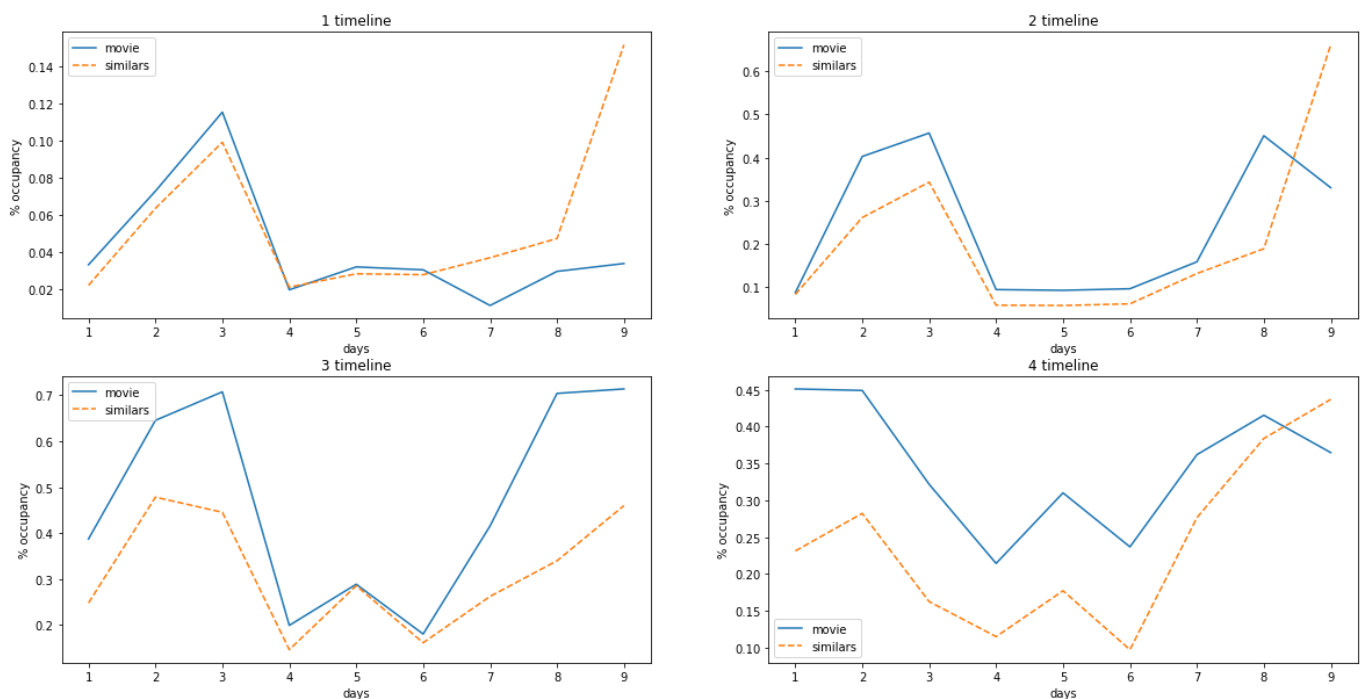 1 timeline
movie
similars
0.14
0.12
0.10
0.08
0.06
0.04
0.02
% occupancy
1 2 3 4 5 6 7 8 9
days
2 timeline
movie
similars
0.6
0.5
0.4
0.3
0.2
0.1
% occupancy
1 2 3 4 5 6 7 8 9
days
3 timeline
movie
similars
0.7
0.6
0.5
0.4
0.3
0.2
% occupancy
1 2 3 4 5 6 7 8 9
days
4 timeline
0.45
0.40
0.35
0.30
0.25
0.20
0.15
0.10
% occupancy
movie
similars
1 2 3 4 5 6 7 8 9
days